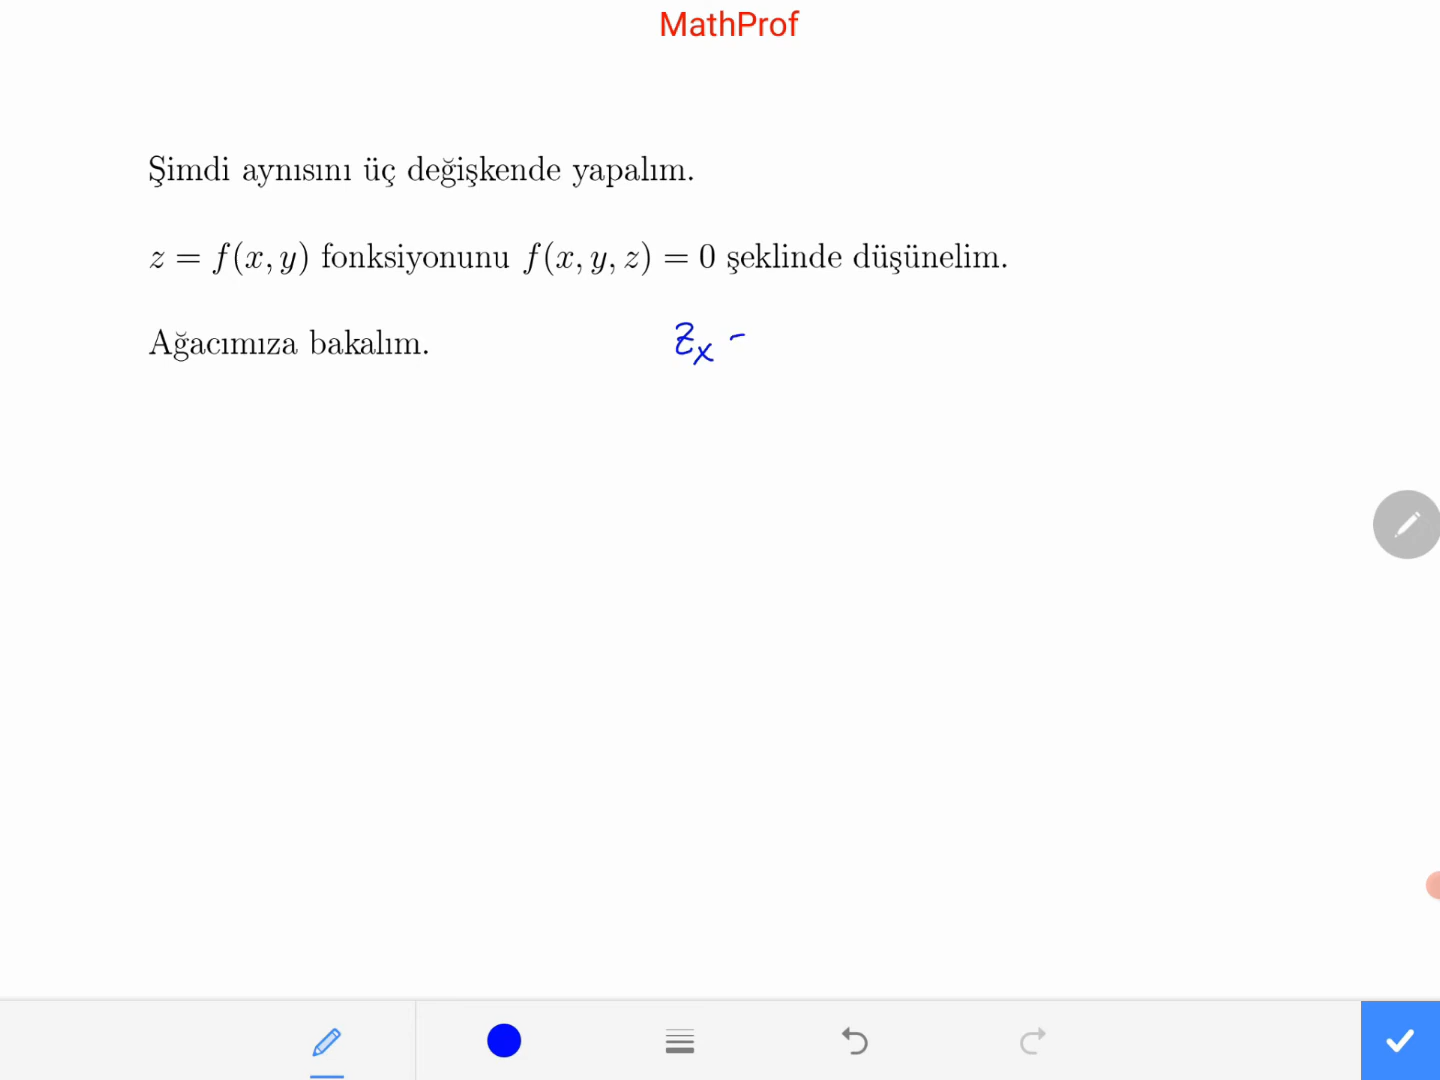 MathProf
Şimdi aynısını üç değişkende yapalım.
z = f(x, y) fonksiyonunu f(x, y, z) = 0 şeklinde düşünelim.
Ağacımıza bakalım. z_x -